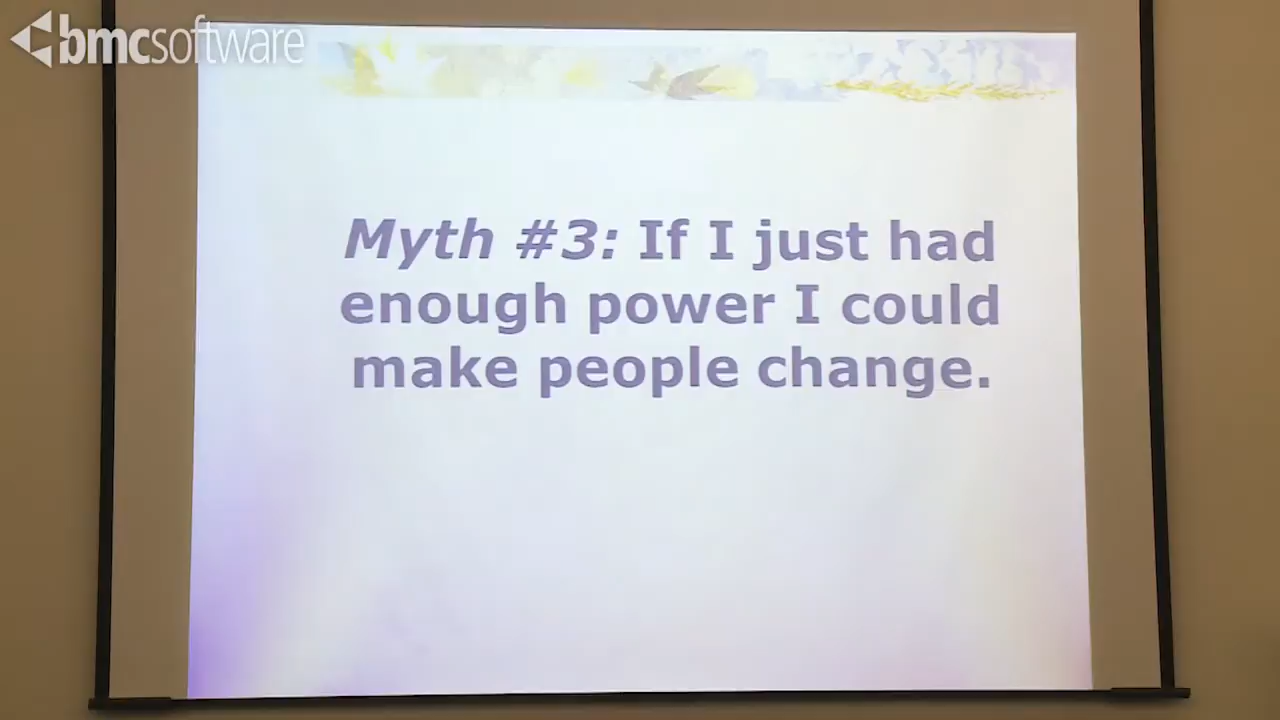 bmcsoftware
Myth #3: If I just had
enough power I could
make people change.